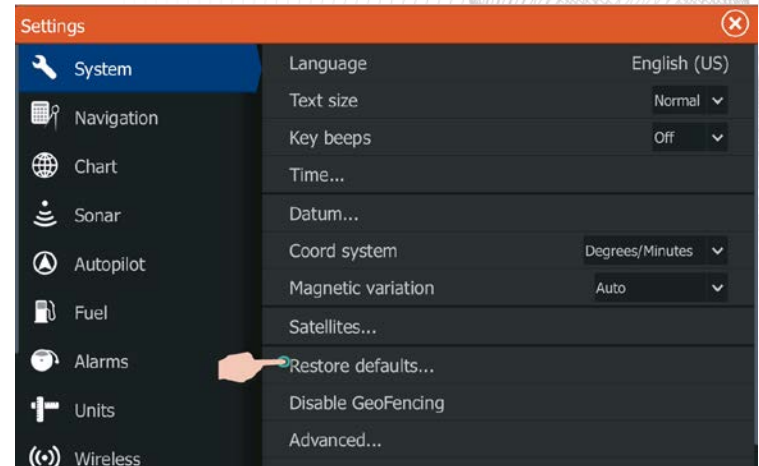 Settings
System
Navigation
Chart
Sonar
Autopilot
Fuel
Alarms
Units
Wireless
Language English (US)
Text size Normal
Key beeps Off
Time...
Datum...
Coord system Degrees/Minutes
Magnetic variation Auto
Satellites...
Restore defaults...
Disable GeoFencing
Advanced...